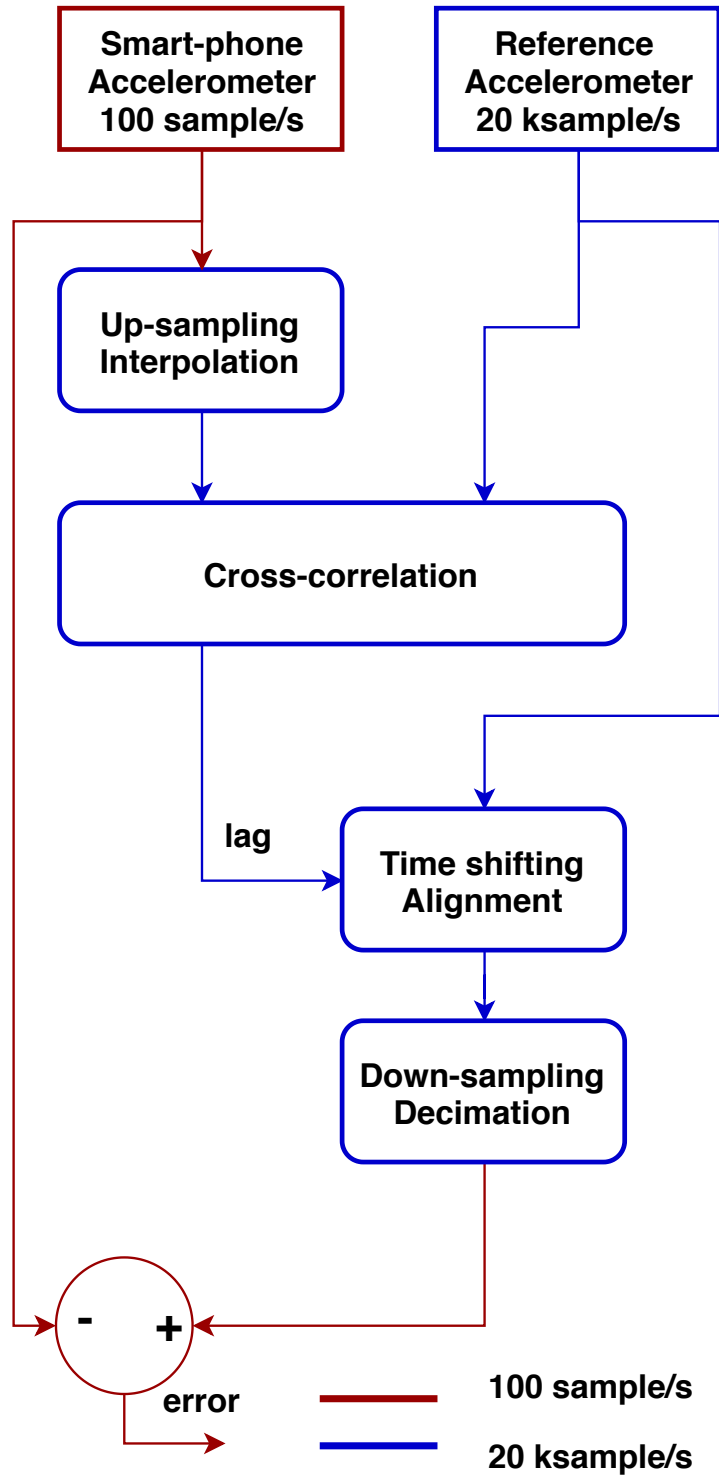 Smart-phone
Accelerometer
100 sample/s
Reference
Accelerometer
20 ksample/s
Up-sampling
Interpolation
Cross-correlation
lag
Time shifting
Alignment
Down-sampling
Decimation
- +
error
100 sample/s
20 ksample/s